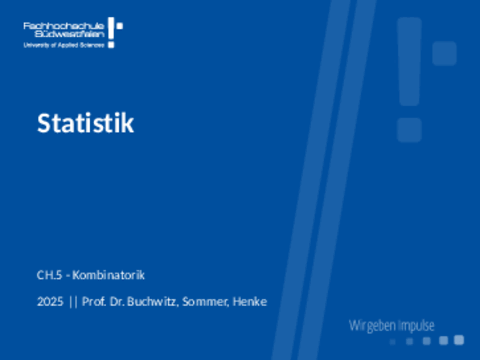 Fachhochschule
Südwestfalen
University of Applied Sciences
Statistik
CH.5 - Kombinatorik
2025 || Prof. Dr. Buchwitz, Sommer, Henke
Wir geben Impulse